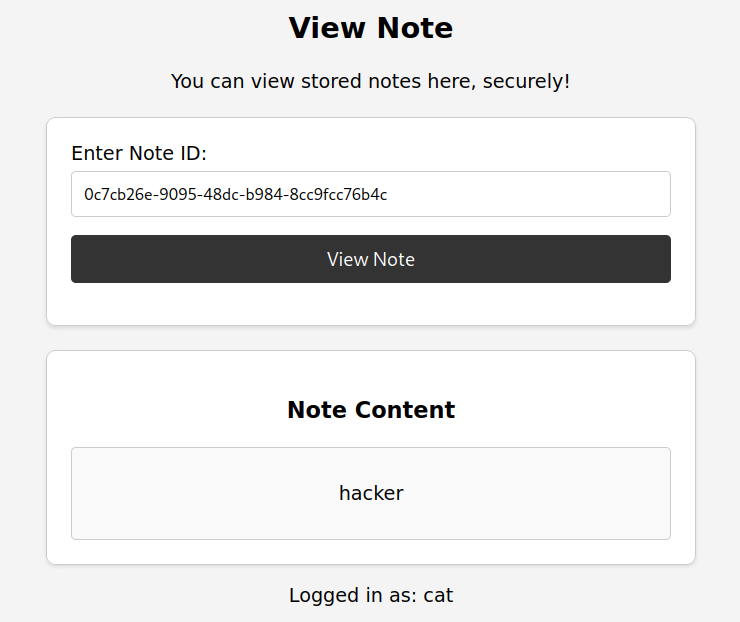 View Note
You can view stored notes here, securely!
Enter Note ID:
0c7cb26e-9095-48dc-b984-8cc9fcc76b4c
View Note
Note Content
hacker
Logged in as: cat